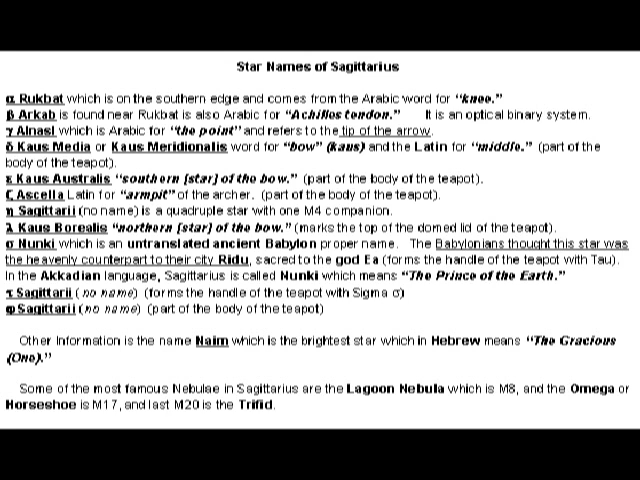 Star Names of Sagittarius
α Rukbat which is on the southern edge and comes from the Arabic word for "knee."
β Arkab is found near Rukbat is also Arabic for "Achilles tendon." It is an optical binary system.
γ Alnasl which is Arabic for "the point" and refers to the tip of the arrow.
δ Kaus Media or Kaus Meridionalis word for "bow" (kaus) and the Latin for "middle." (part of the
body of the teapot).
ε Kaus Australis "southern [star] of the bow." (part of the body of the teapot).
ζ Ascella Latin for "armpit" of the archer. (part of the body of the teapot).
η Sagittarii (no name) is a quadruple star with one M4 companion.
λ Kaus Borealis "northern [star] of the bow." (marks the top of the domed lid of the teapot).
σ Nunki which is an untranslated ancient Babylon proper name. The Babylonians thought this star was
the heavenly counterpart to their city Ridu, sacred to the god Ea (forms the handle of the teapot with Tau).
In the Akkadian language, Sagittarius is called Nunki which means "The Prince of the Earth."
τ Sagittarii (no name) (forms the handle of the teapot with Sigma σ)
φ Sagittarii (no name) (part of the body of the teapot)
Other Information is the name Naim which is the brightest star which in Hebrew means "The Gracious
(One)."
Some of the most famous Nebulae in Sagittarius are the Lagoon Nebula which is M8, and the Omega or
Horseshoe is M17, and last M20 is the Trifid.